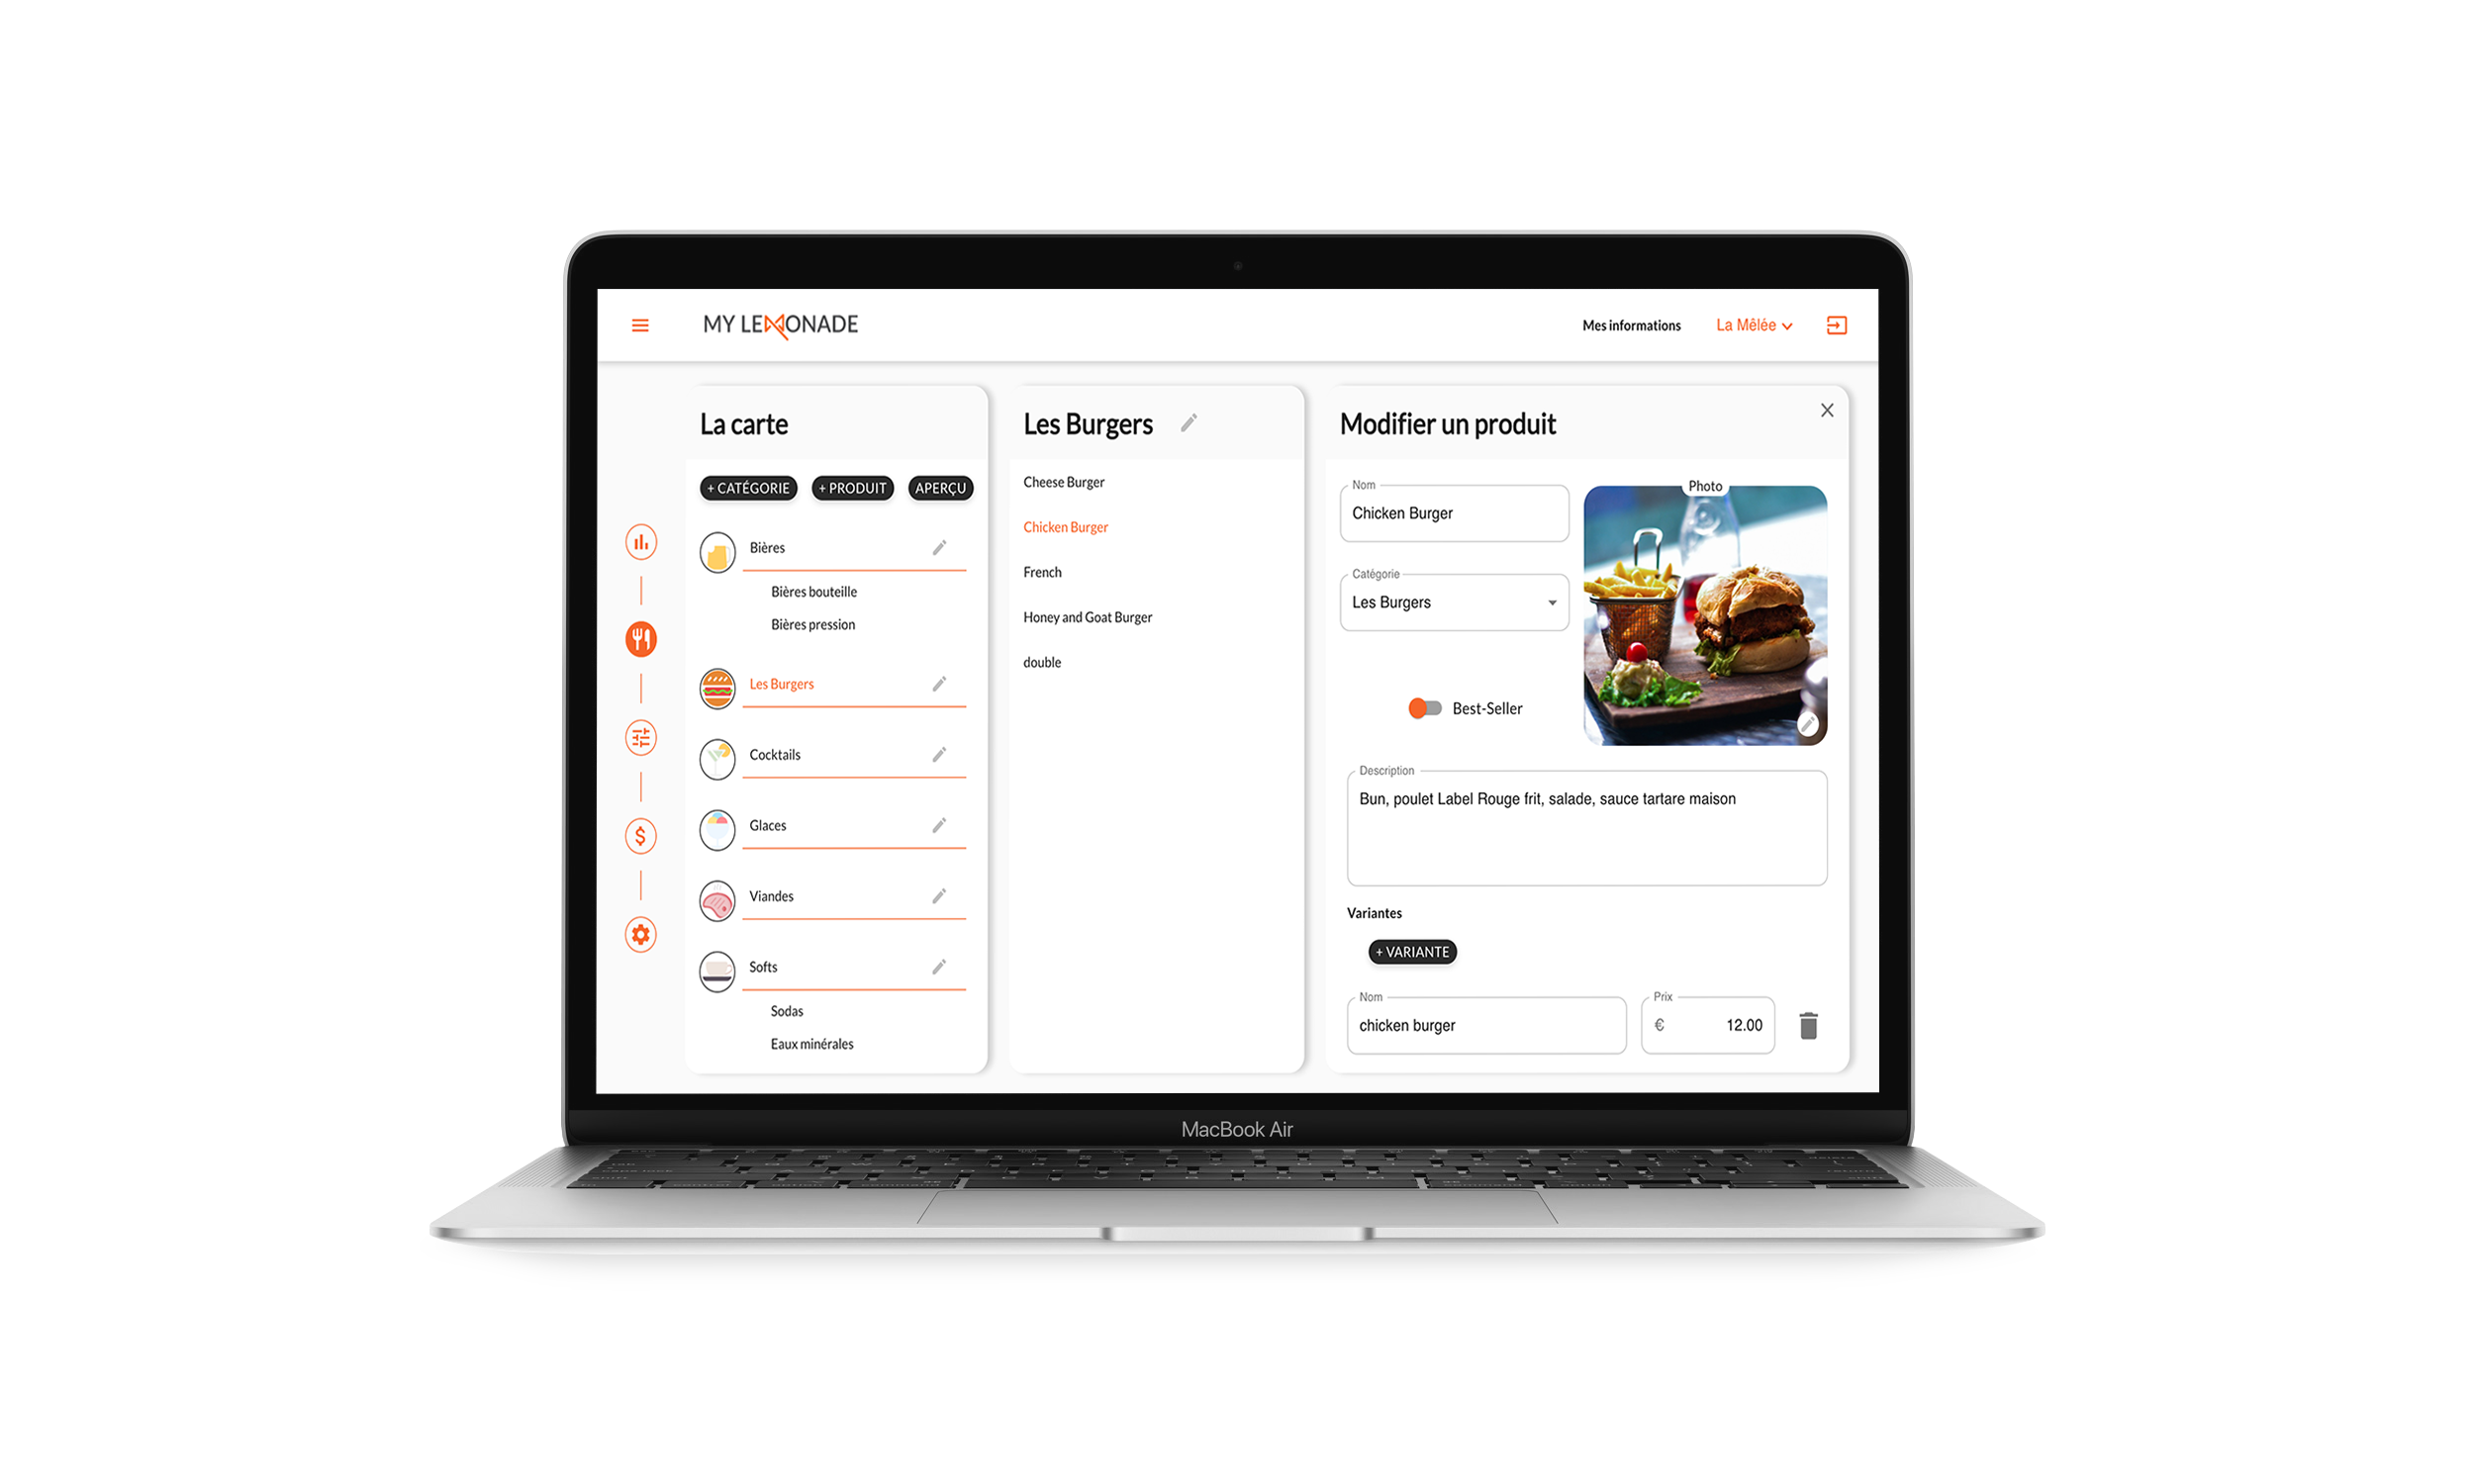 MY LEMONADE
Mes informations
La Mêlée
La carte
+ CATÉGORIE
+ PRODUIT
APERÇU
Bières
Bières bouteille
Bières pression
Les Burgers
Cocktails
Glaces
Viandes
Softs
Sodas
Eaux minérales
Les Burgers
Cheese Burger
Chicken Burger
French
Honey and Goat Burger
double
Modifier un produit
Nom
Chicken Burger
Photo
Catégorie
Les Burgers
Best-Seller
Description
Bun, poulet Label Rouge frit, salade, sauce tartare maison
Variantes
+ VARIANTE
Nom
chicken burger
Prix
€ 12.00
MacBook Air